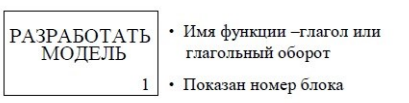 РАЗРАБОТАТЬ
МОДЕЛЬ
1
• Имя функции –глагол или
глагольный оборот
• Показан номер блока